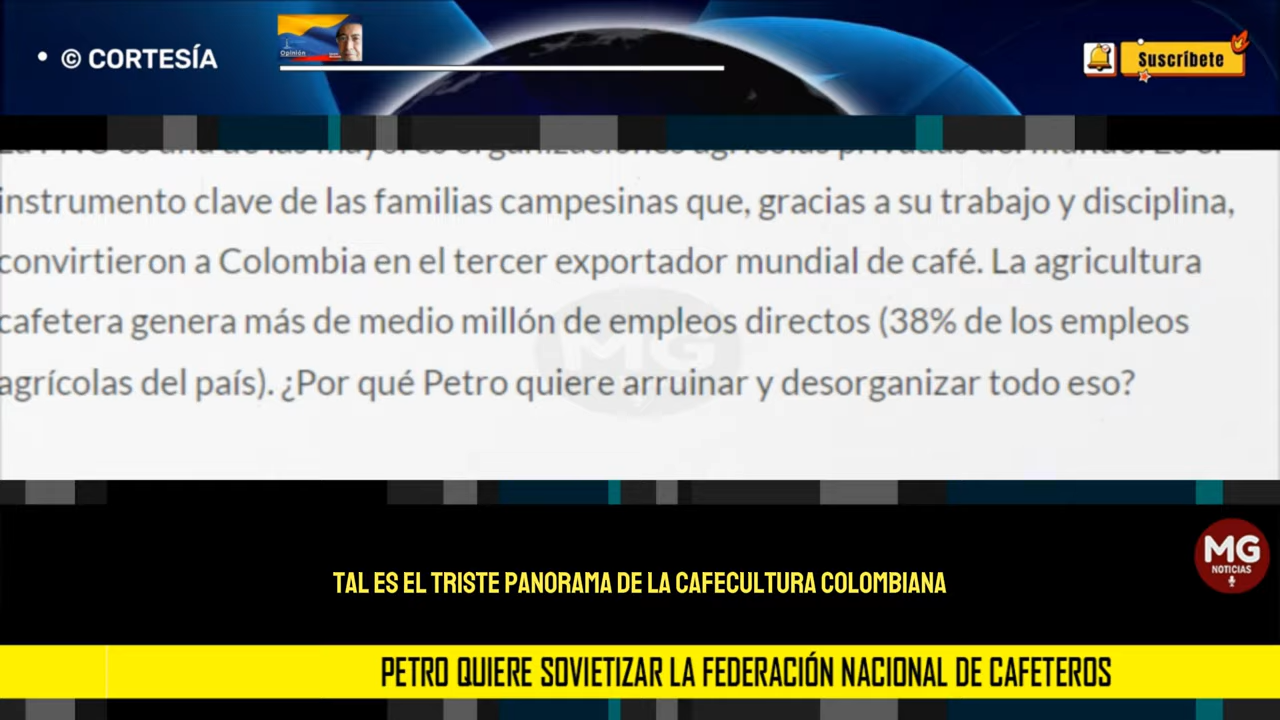 • © CORTESÍA
Opinión
Suscríbete
instrumento clave de las familias campesinas que, gracias a su trabajo y disciplina,
convirtieron a Colombia en el tercer exportador mundial de café. La agricultura
cafetera genera más de medio millón de empleos directos (38% de los empleos
agrícolas del país). ¿Por qué Petro quiere arruinar y desorganizar todo eso?
MG
TAL ES EL TRISTE PANORAMA DE LA CAFECULTURA COLOMBIANA
MG
NOTICIAS
PETRO QUIERE SOVIETIZAR LA FEDERACIÓN NACIONAL DE CAFETEROS